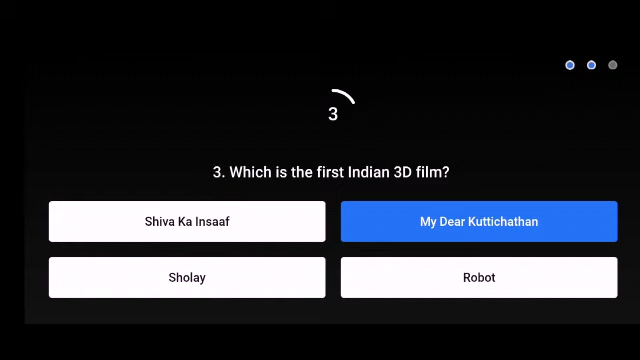 3
3. Which is the first Indian 3D film?
Shiva Ka Insaaf
My Dear Kuttichathan
Sholay
Robot